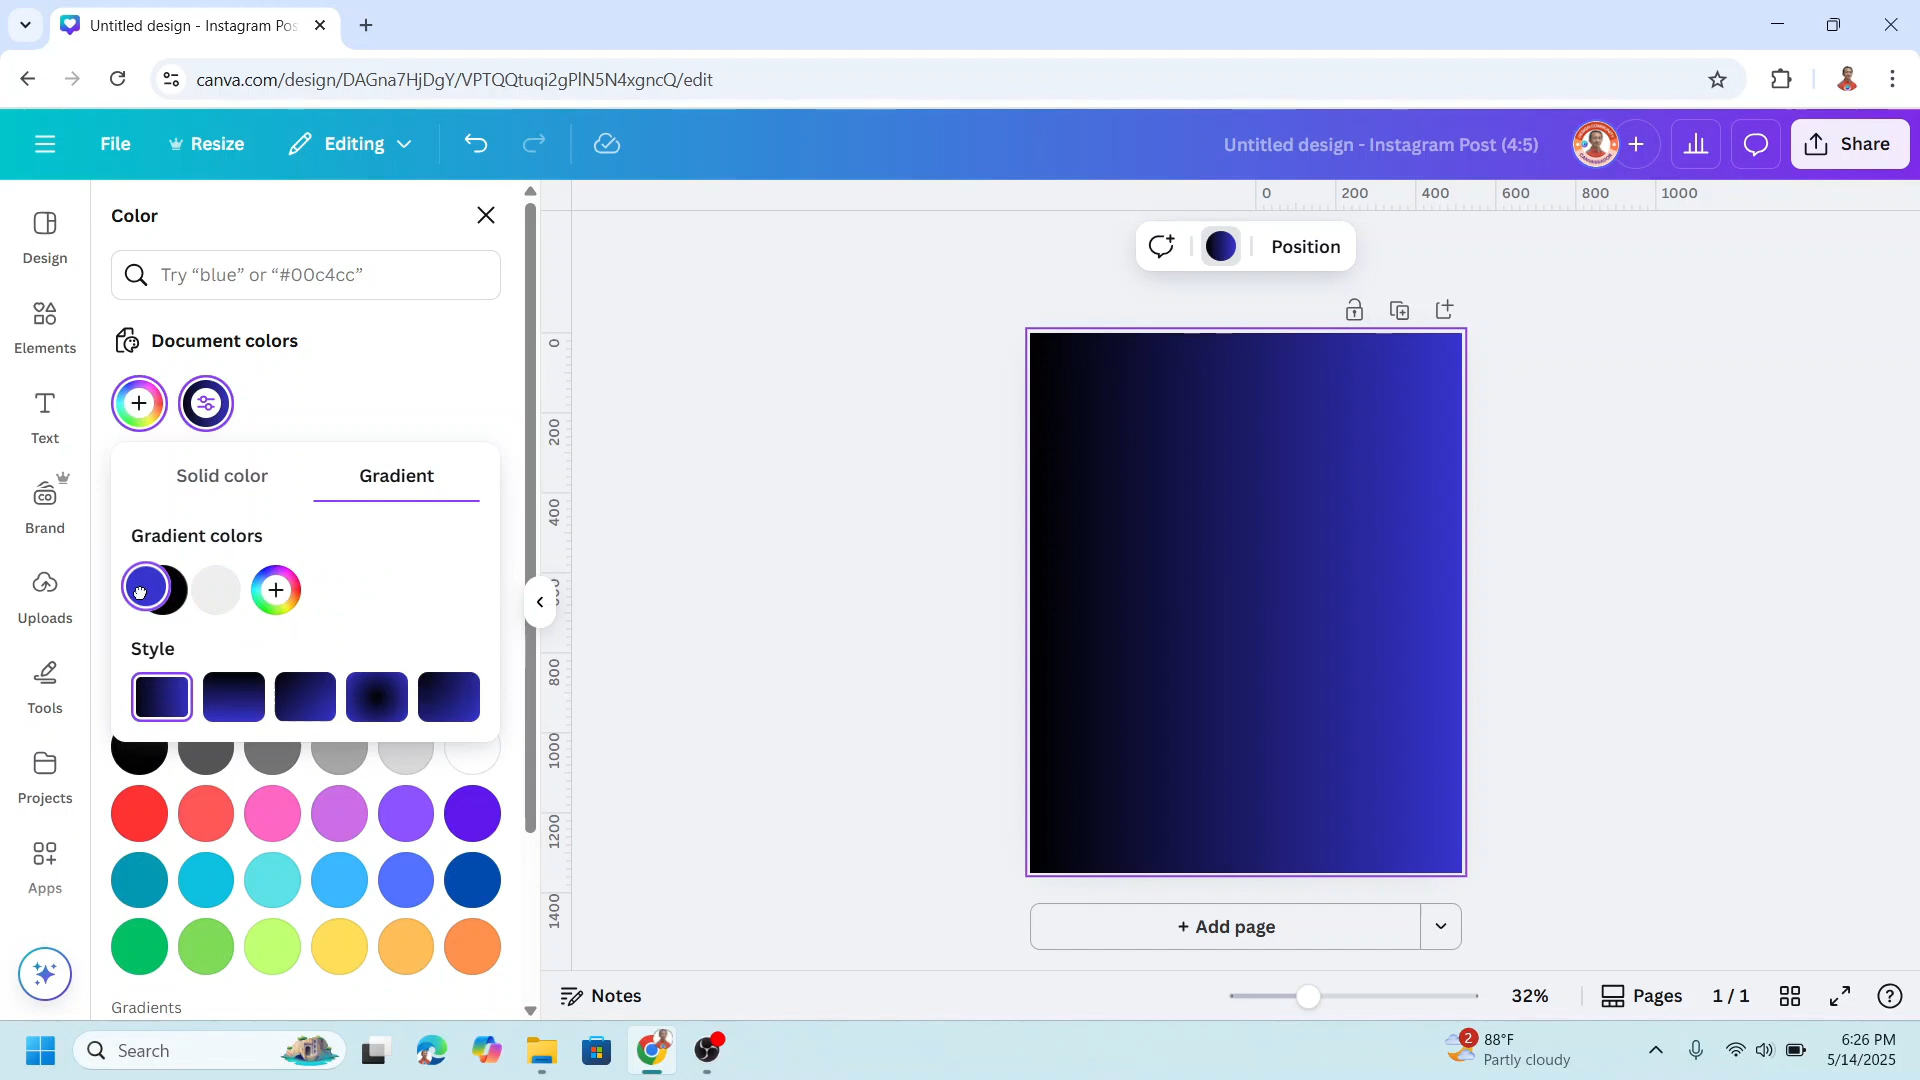 Untitled design - Instagram Pos
canva.com/design/DAGna7HjDgY/VPTQQtuqi2gPlN5N4xgncQ/edit
File
Resize
Editing
Untitled design - Instagram Post (4:5)
Share
Design
Elements
Text
CO
Brand
Uploads
Tools
Projects
Apps
Color
Try “blue” or “#00c4cc”
Document colors
Solid color
Gradient
Gradient colors
Style
Gradients
0 200 400 600 800 1000
0
200
400
800
1000
1200
1400
Position
+ Add page
Notes
32%
Pages
1 / 1
Search
2
88°F
Partly cloudy
6:26 PM
5/14/2025